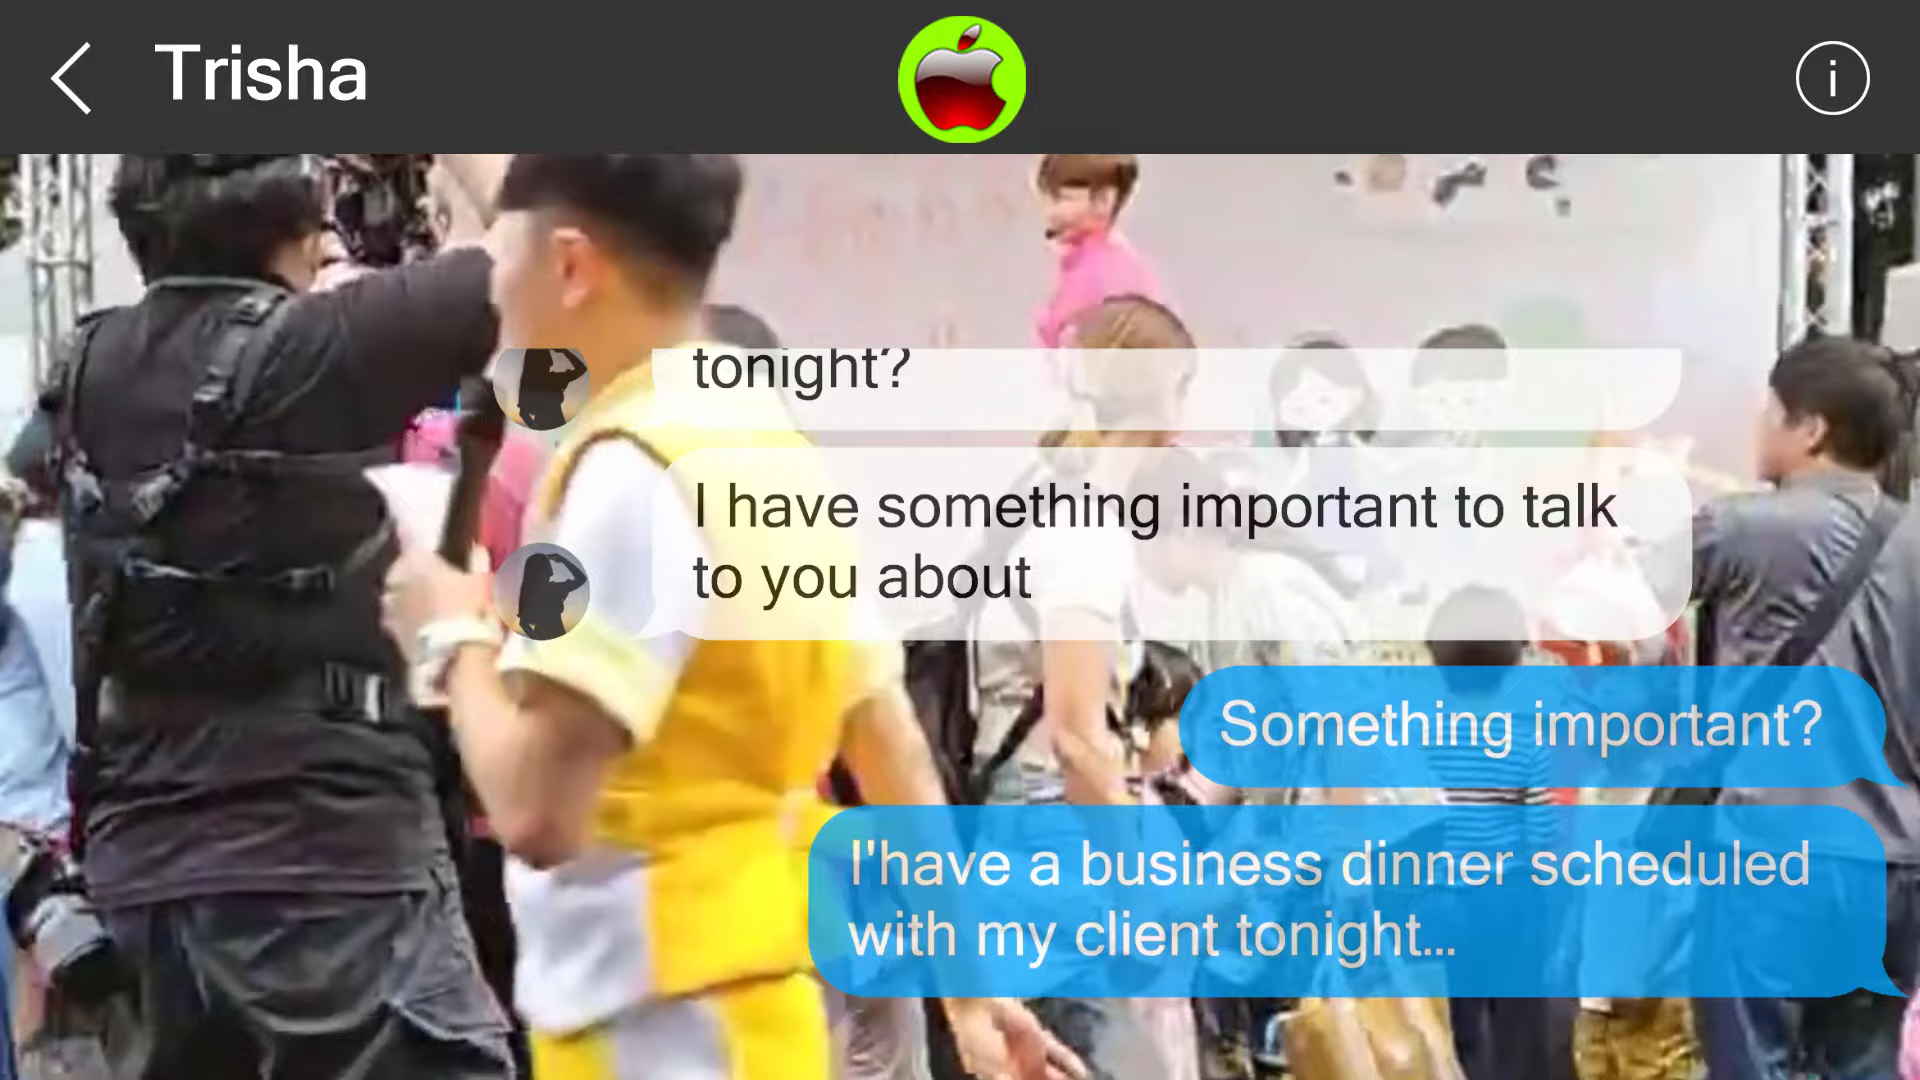 Trisha
i
tonight?
I have something important to talk
to you about
Something important?
I'have a business dinner scheduled
with my client tonight...